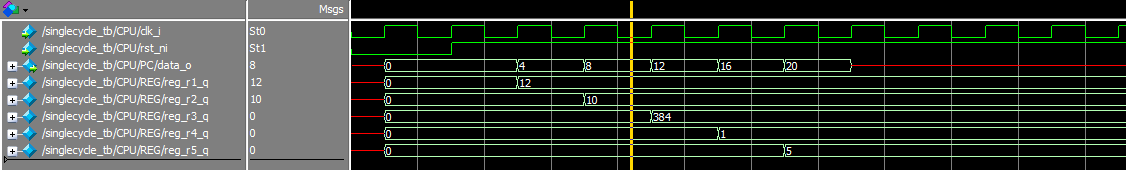 Msgs
/singlecycle_tb/CPU/clk_i St0
/singlecycle_tb/CPU/rst_ni St1
/singlecycle_tb/CPU/PC/data_o 8 0 4 8 12 16 20
/singlecycle_tb/CPU/REG/reg_r1_q 12 0 12
/singlecycle_tb/CPU/REG/reg_r2_q 10 0 10
/singlecycle_tb/CPU/REG/reg_r3_q 0 0 384
/singlecycle_tb/CPU/REG/reg_r4_q 0 0 1
/singlecycle_tb/CPU/REG/reg_r5_q 0 0 5